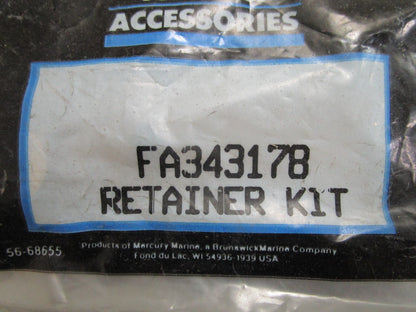 ACCESSORIES
FA343178
RETAINER KIT
56-68655
Products of Mercury Marine, a Brunswick Marine Company
Fond du Lac, WI 54936-1939 USA